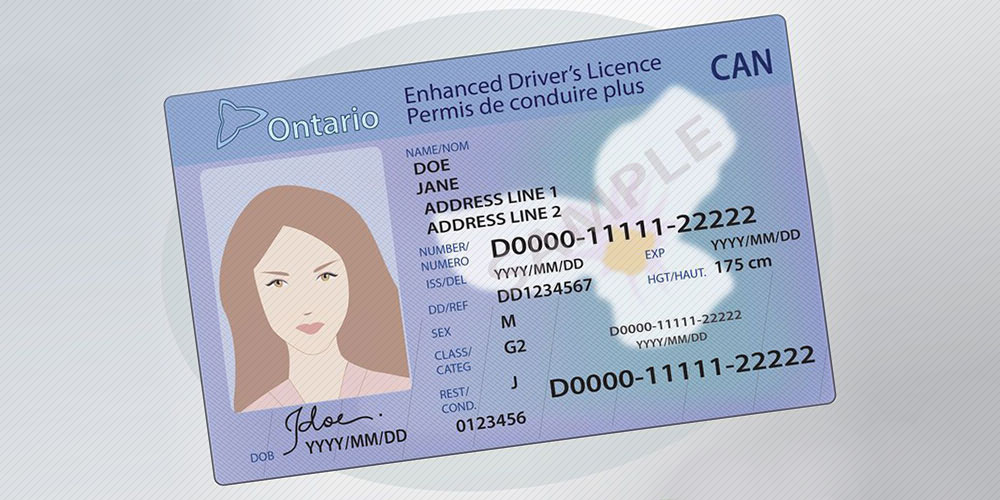 Ontario
Enhanced Driver's Licence
Permis de conduire plus
CAN
NAME/NOM
DOE
JANE
ADDRESS LINE 1
ADDRESS LINE 2
NUMBER/
NUMERO
D0000-11111-22222
ISS/DEL
YYYY/MM/DD
EXP
YYYY/MM/DD
DD/REF
DD1234567
HGT/HAUT.
175 cm
SEX
M
CLASS/
CATEG
G2
REST/
COND.
J
0123456
D0000-11111-22222
YYYY/MM/DD
D0000-11111-22222
SAMPLE
Jdoe.
DOB
YYYY/MM/DD